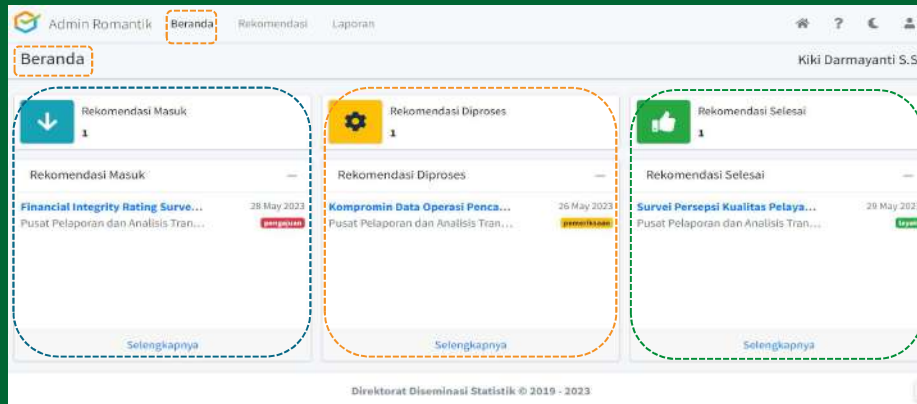 Admin Romantik Beranda Rekomendasi Laporan
Beranda
Kiki Darmayanti S.S
Rekomendasi Masuk
1
Rekomendasi Diproses
1
Rekomendasi Selesai
1
Rekomendasi Masuk
Financial Integrity Rating Surve...
28 May 2023
Pusat Pelaporan dan Analisis Tran...
pengajuan
Selengkapnya
Rekomendasi Diproses
Kompromin Data Operasi Penca...
26 May 2023
Pusat Pelaporan dan Analisis Tran...
pemeriksaan
Selengkapnya
Rekomendasi Selesai
Survei Persepsi Kualitas Pelaya...
29 May 202
Pusat Pelaporan dan Analisis Tran...
layak
Selengkapnya
Direktorat Diseminasi Statistik © 2019 - 2023